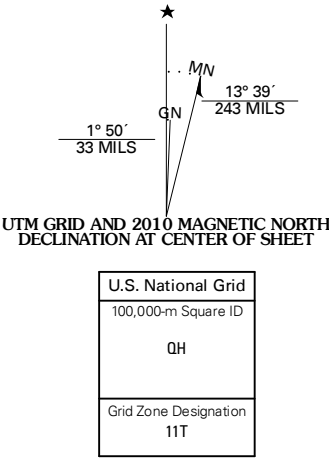 ★
MN
13° 39´
243 MILS
GN
1° 50´
33 MILS
UTM GRID AND 2010 MAGNETIC NORTH
DECLINATION AT CENTER OF SHEET
U.S. National Grid
100,000-m Square ID
QH
Grid Zone Designation
11T